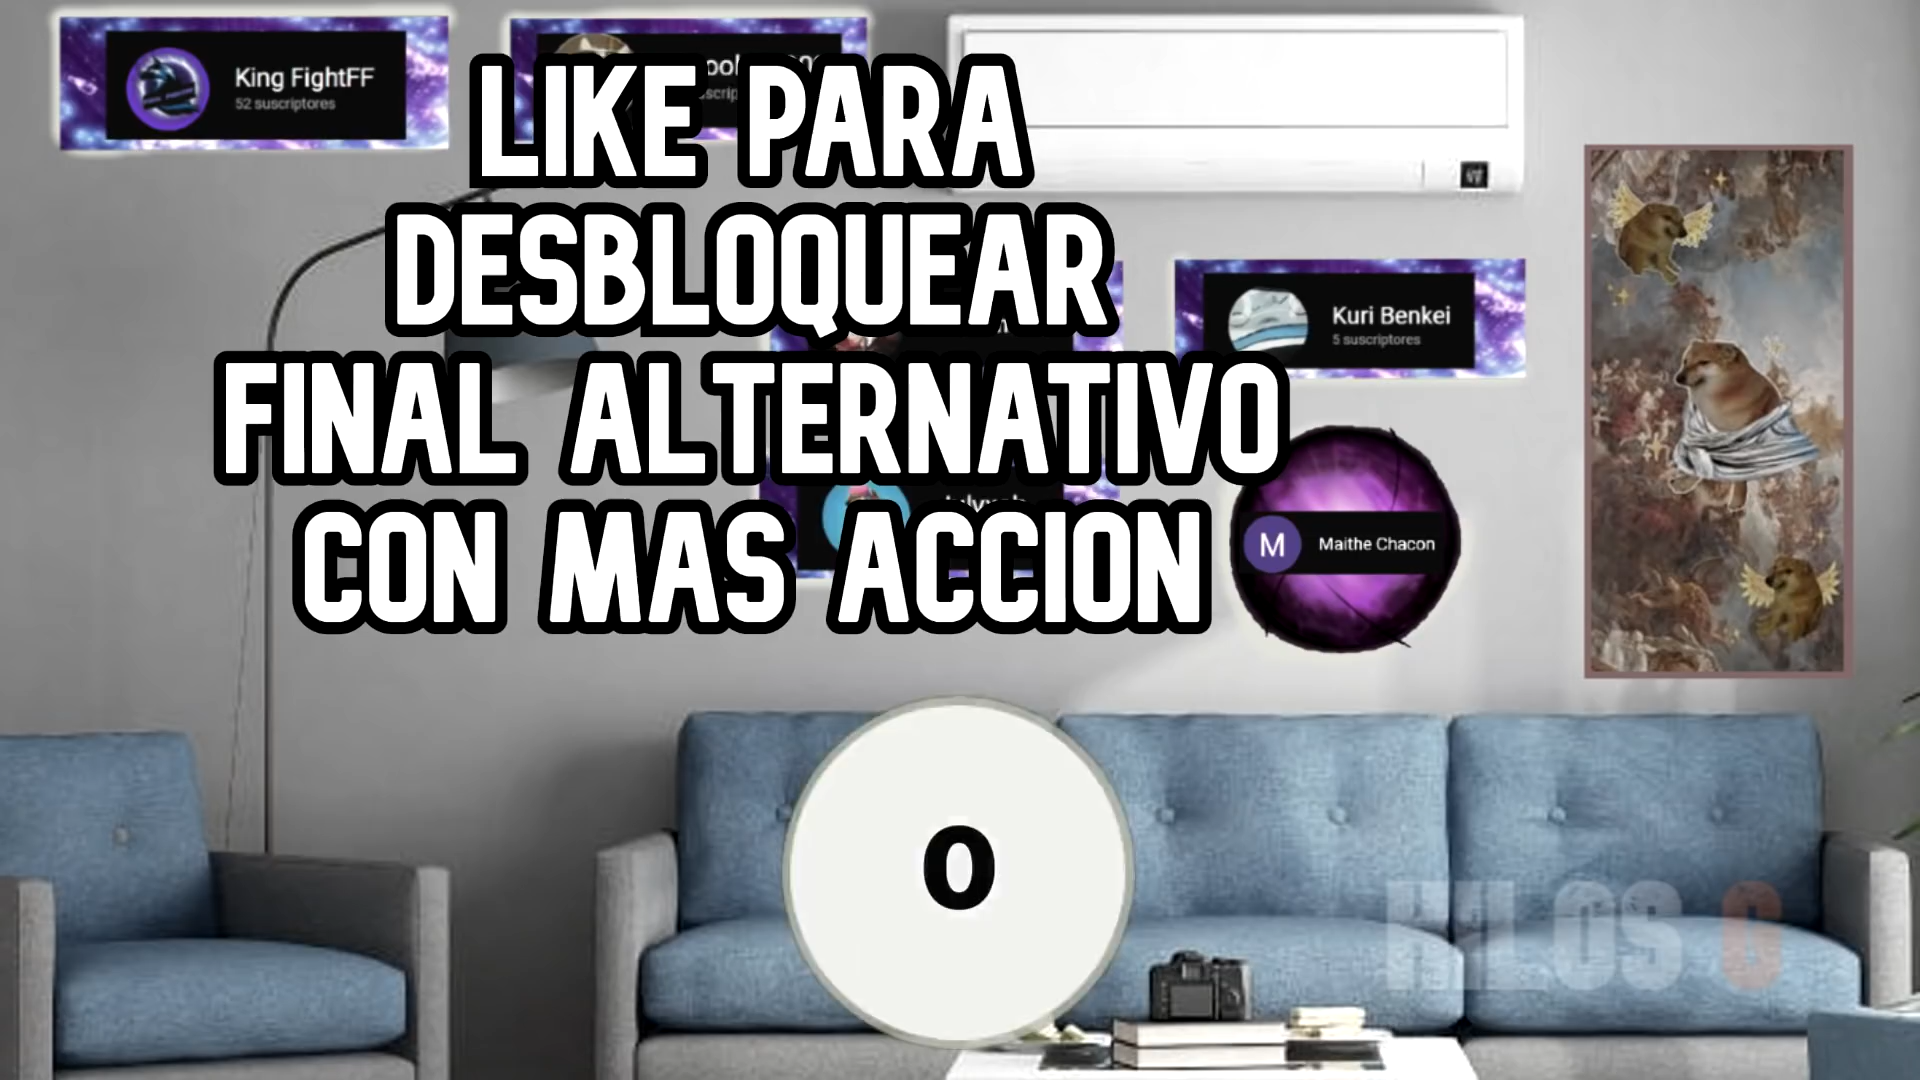 King FightFF
52 suscriptores
LIKE PARA
DESBLOQUEAR
FINAL ALTERNATIVO
CON MAS ACCION
Kuri Benkei
5 suscriptores
M Maithe Chacon
0